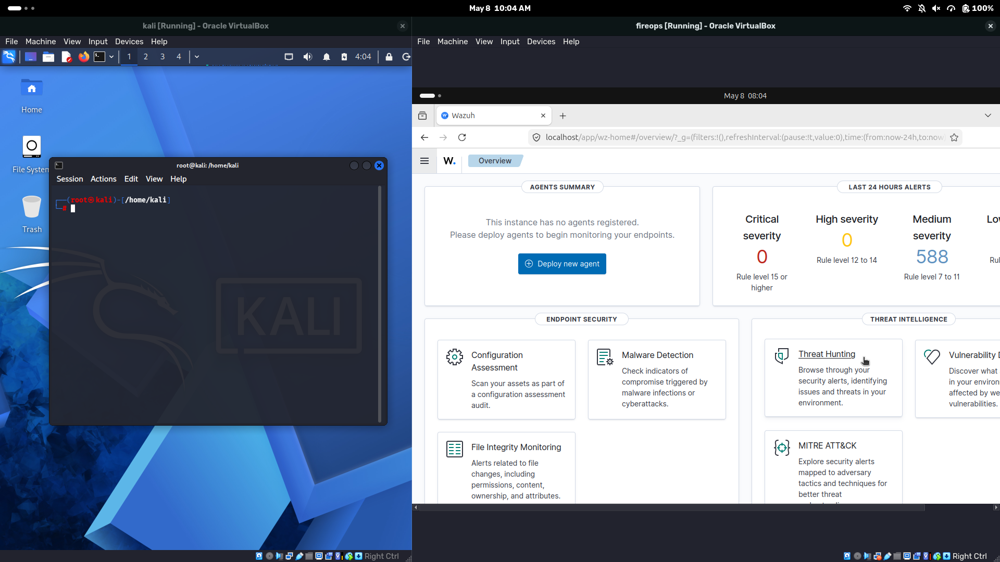 May 8 10:04 AM
100%
kali [Running] - Oracle VirtualBox
File Machine View Input Devices Help
1 2 3 4
4:04
Home
File System
Trash
root@kali: /home/kali
Session Actions Edit View Help
┌──(root㉿kali)-[/home/kali]
└─#
KALI
Right Ctrl
fireops [Running] - Oracle VirtualBox
File Machine View Input Devices Help
May 8 08:04
Wazuh
localhost/app/wz-home#/overview/?_g=(filters:!(),refreshInterval:(pause:!t,value:0),time:(from:now-24h,to:now
W. Overview
AGENTS SUMMARY
This instance has no agents registered.
Please deploy agents to begin monitoring your endpoints.
Deploy new agent
LAST 24 HOURS ALERTS
Critical
severity
0
Rule level 15 or
higher
High severity
0
Rule level 12 to 14
Medium
severity
588
Rule level 7 to 11
ENDPOINT SECURITY
Configuration
Assessment
Scan your assets as part of
a configuration assessment
audit.
Malware Detection
Check indicators of
compromise triggered by
malware infections or
cyberattacks.
File Integrity Monitoring
Alerts related to file
changes, including
permissions, content,
ownership, and attributes.
THREAT INTELLIGENCE
Threat Hunting
Browse through your
security alerts, identifying
issues and threats in your
environment.
Vulnerability
Discover what
in your
affected by
vulnerabilities.
MITRE ATT&CK
Explore security alerts
mapped to adversary
tactics and techniques for
better threat
Right Ctrl